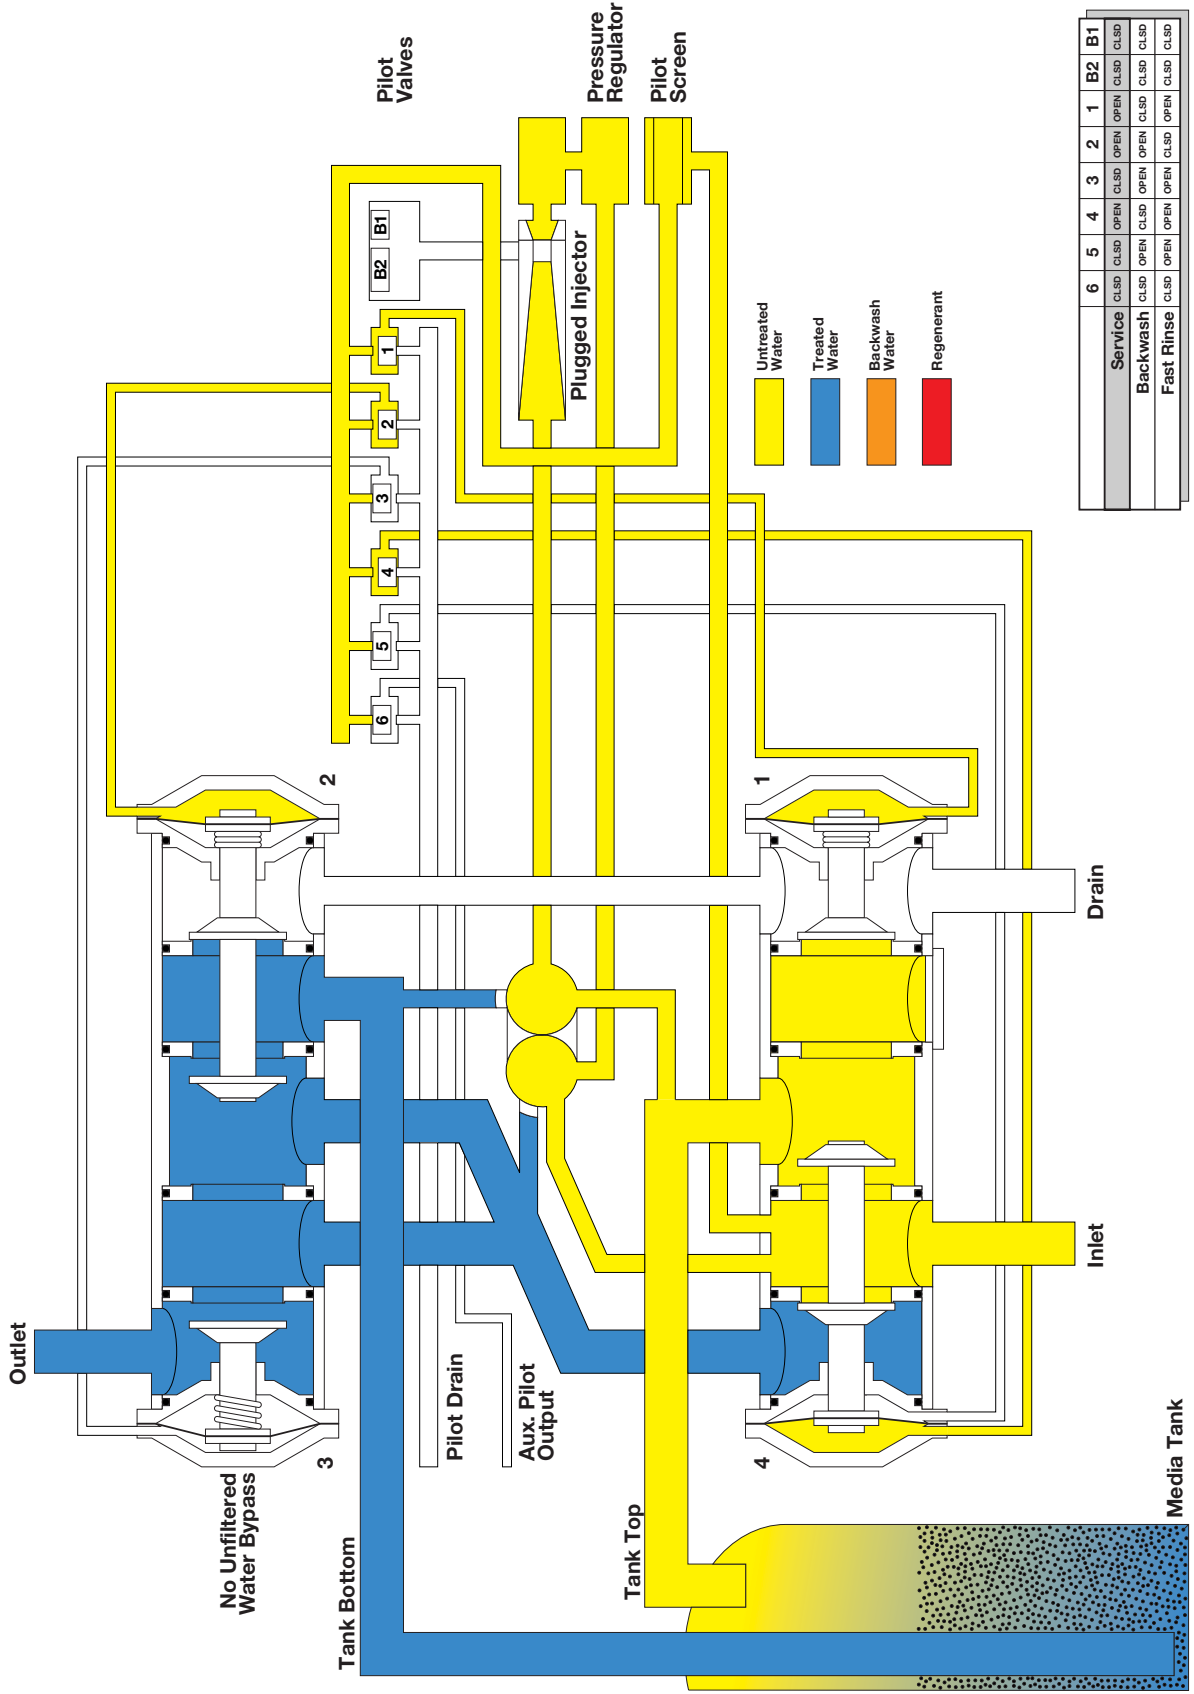 Outlet
No Unfiltered
Water Bypass
3
2
Tank Bottom
Pilot Drain
Aux. Pilot
Output
6
5
4
3
2
1
B2
B1
Pilot
Valves
Plugged Injector
Pressure
Regulator
Pilot
Screen
Tank Top
4
1
Untreated
Water
Treated
Water
Backwash
Water
Regenerant
Inlet
Drain
Media Tank
6 5 4 3 2 1 B2 B1
Service CLSD CLSD OPEN CLSD OPEN OPEN CLSD CLSD
Backwash CLSD OPEN CLSD OPEN OPEN CLSD CLSD CLSD
Fast Rinse CLSD OPEN OPEN OPEN CLSD OPEN CLSD CLSD